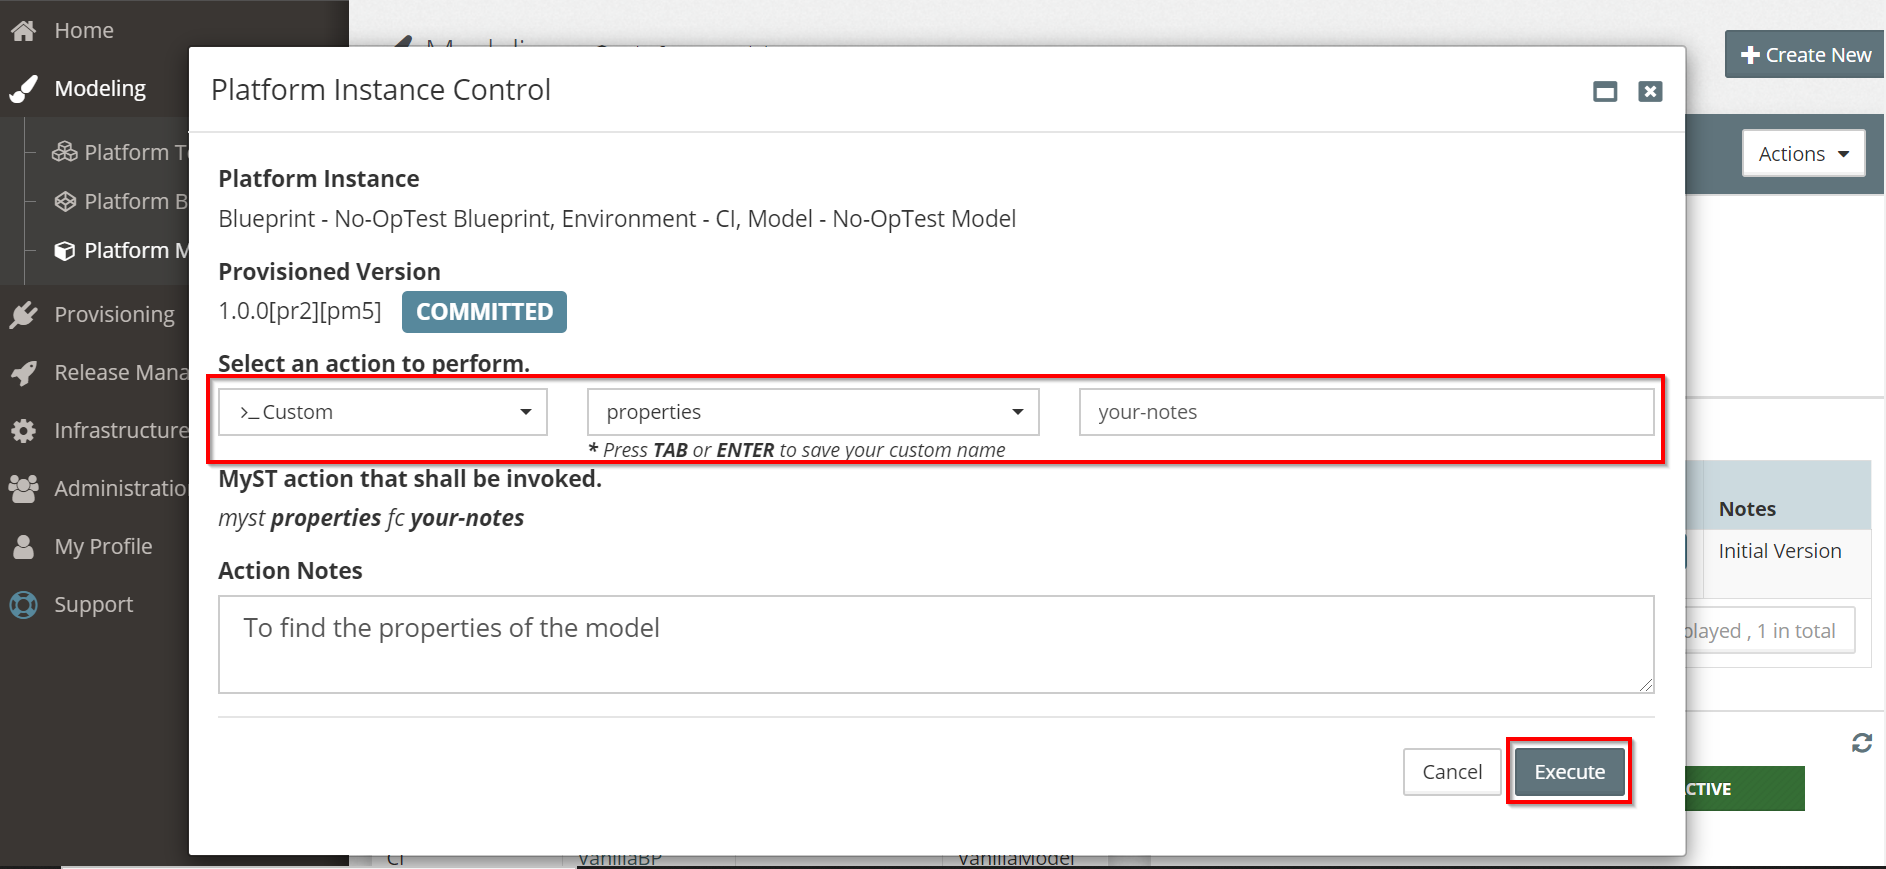 Home
Modeling
Platform
Platform B
Platform M
Provisioning
Release Mana
Infrastructure
Administratio
My Profile
Support
Create New
Actions
Platform Instance Control
Platform Instance
Blueprint - No-OpTest Blueprint, Environment - CI, Model - No-OpTest Model
Provisioned Version
1.0.0[pr2][pm5] COMMITTED
Select an action to perform.
>_Custom properties your-notes
* Press TAB or ENTER to save your custom name
MyST action that shall be invoked.
myst properties fc your-notes
Action Notes
To find the properties of the model
Cancel Execute
Notes
Initial Version
played , 1 in total
CTIVE
CI VanillaBP VanillaModel